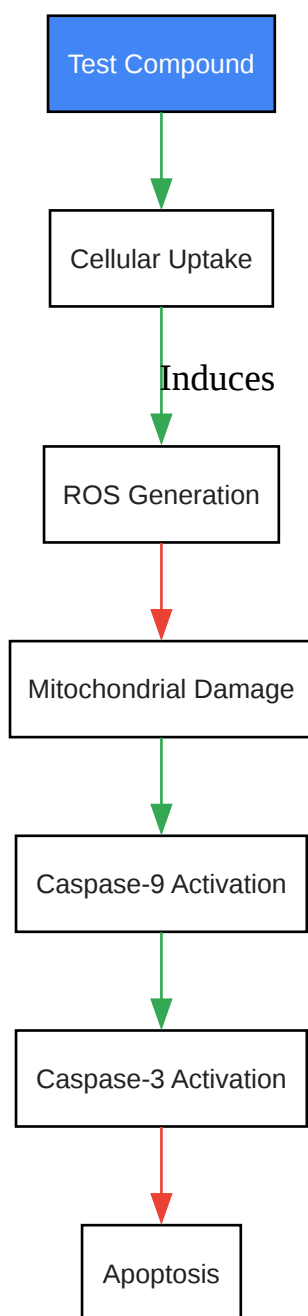 Test Compound
Cellular Uptake
Induces
ROS Generation
Mitochondrial Damage
Caspase-9 Activation
Caspase-3 Activation
Apoptosis